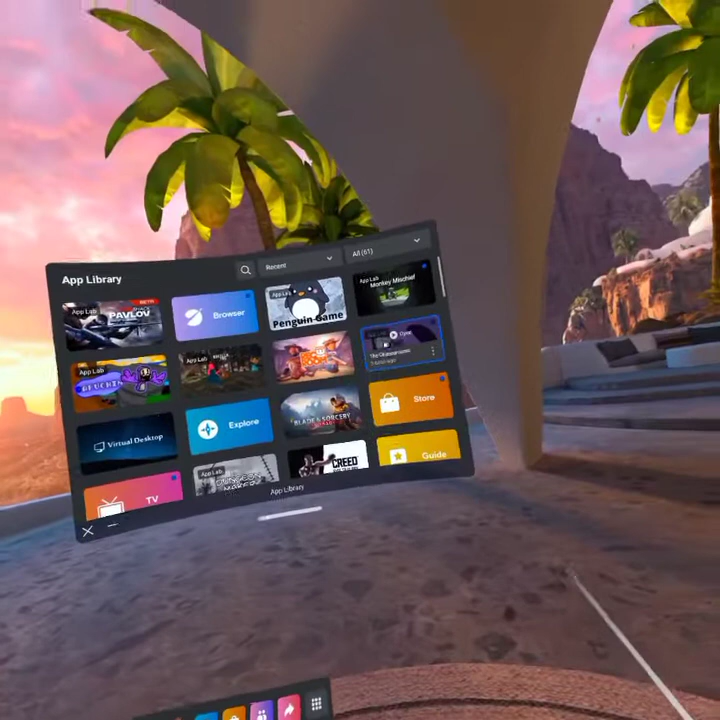 App Library
Recent
All (61)
App Lab
PAVLOV
Browser
App Lab
Penguin Game
App Lab
Monkey Mischief
App Lab
App Lab
Open
Virtual Desktop
Explore
BLADE & SORCERY
Store
TV
App Lab
CREED
Guide
App Library